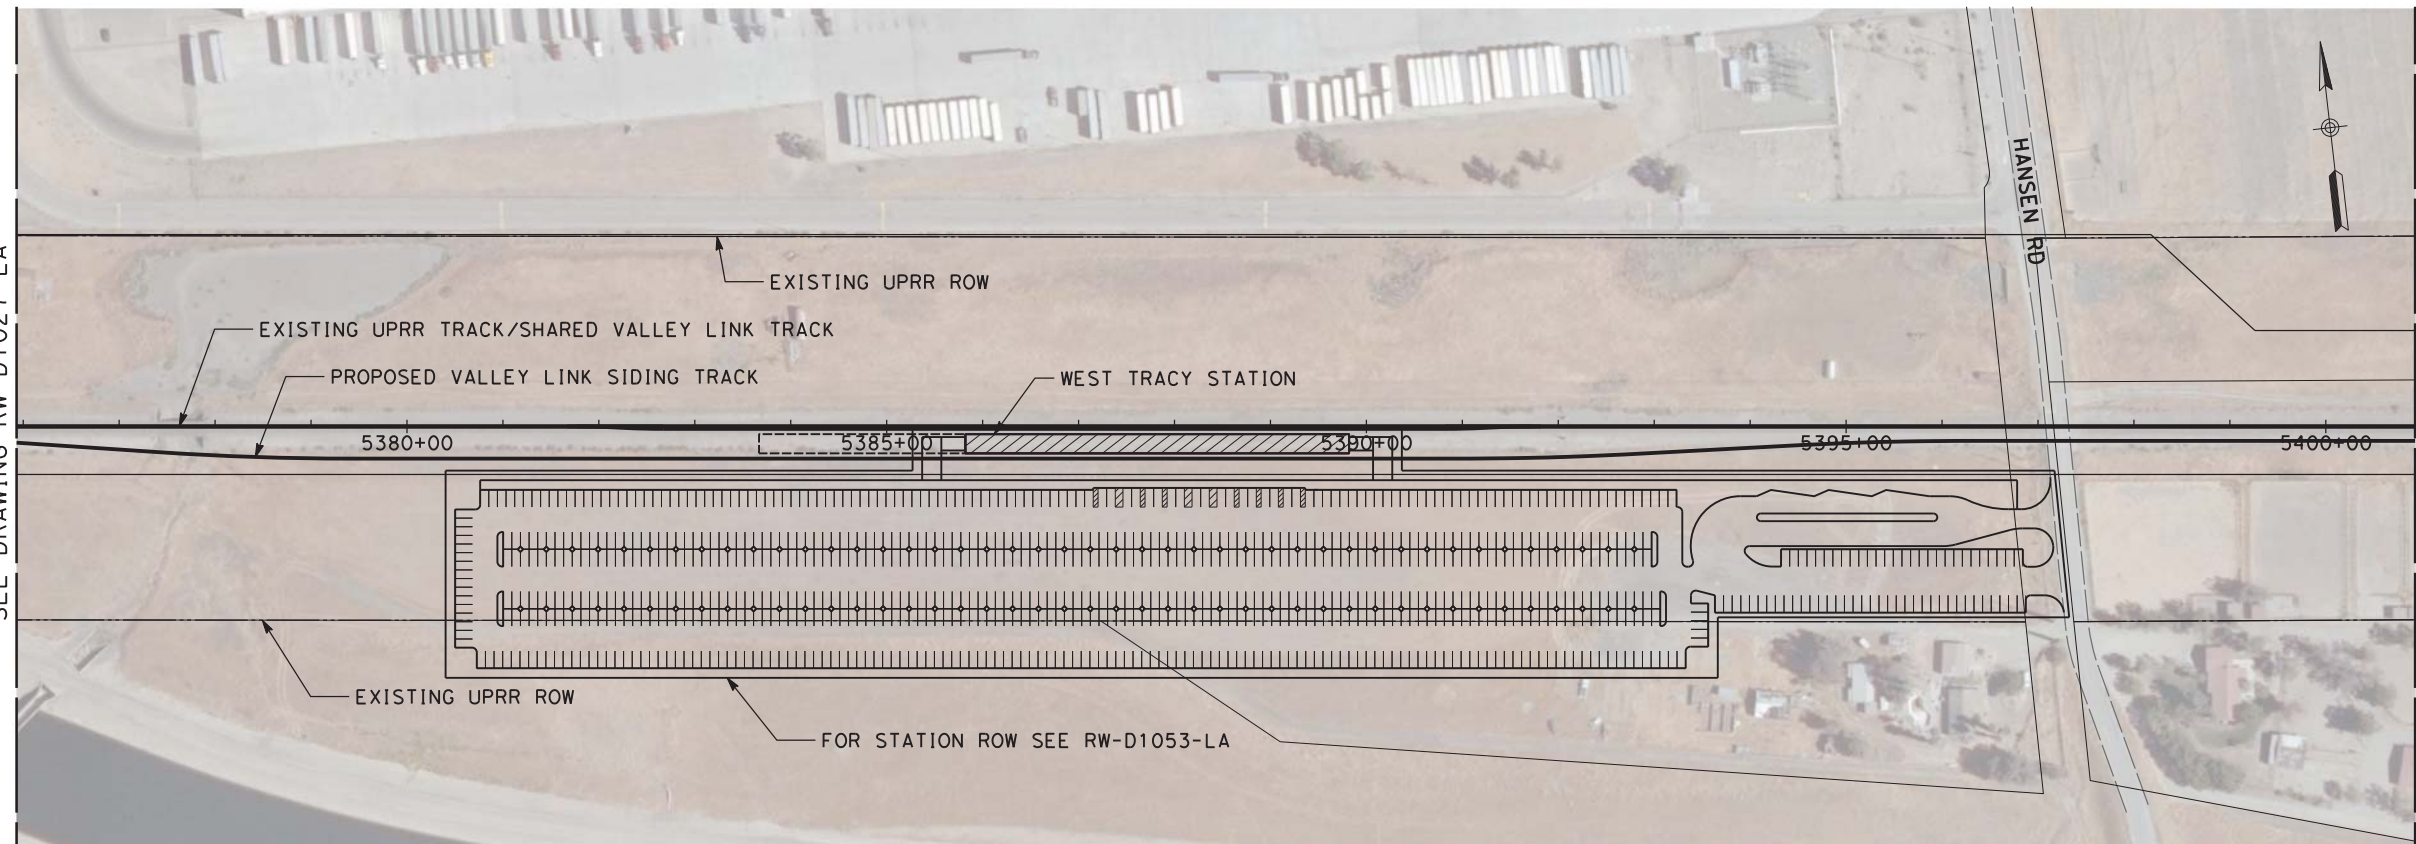 HANSEN RD
EXISTING UPRR ROW
EXISTING UPRR TRACK/SHARED VALLEY LINK TRACK
PROPOSED VALLEY LINK SIDING TRACK
WEST TRACY STATION
5380+00
5385+00
5390+00
5395+00
5400+00
EXISTING UPRR ROW
FOR STATION ROW SEE RW-D1053-LA
DRAWING